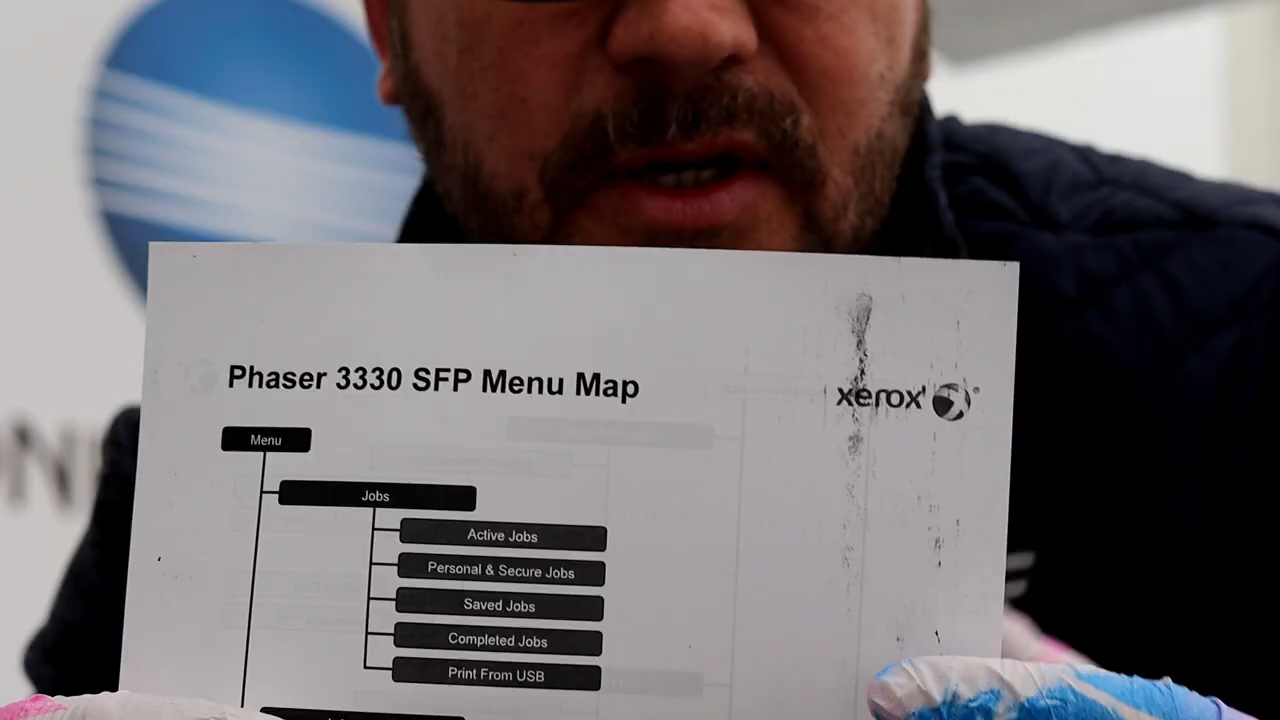 Phaser 3330 SFP Menu Map
xerox
Menu
Jobs
Active Jobs
Personal & Secure Jobs
Saved Jobs
Completed Jobs
Print From USB